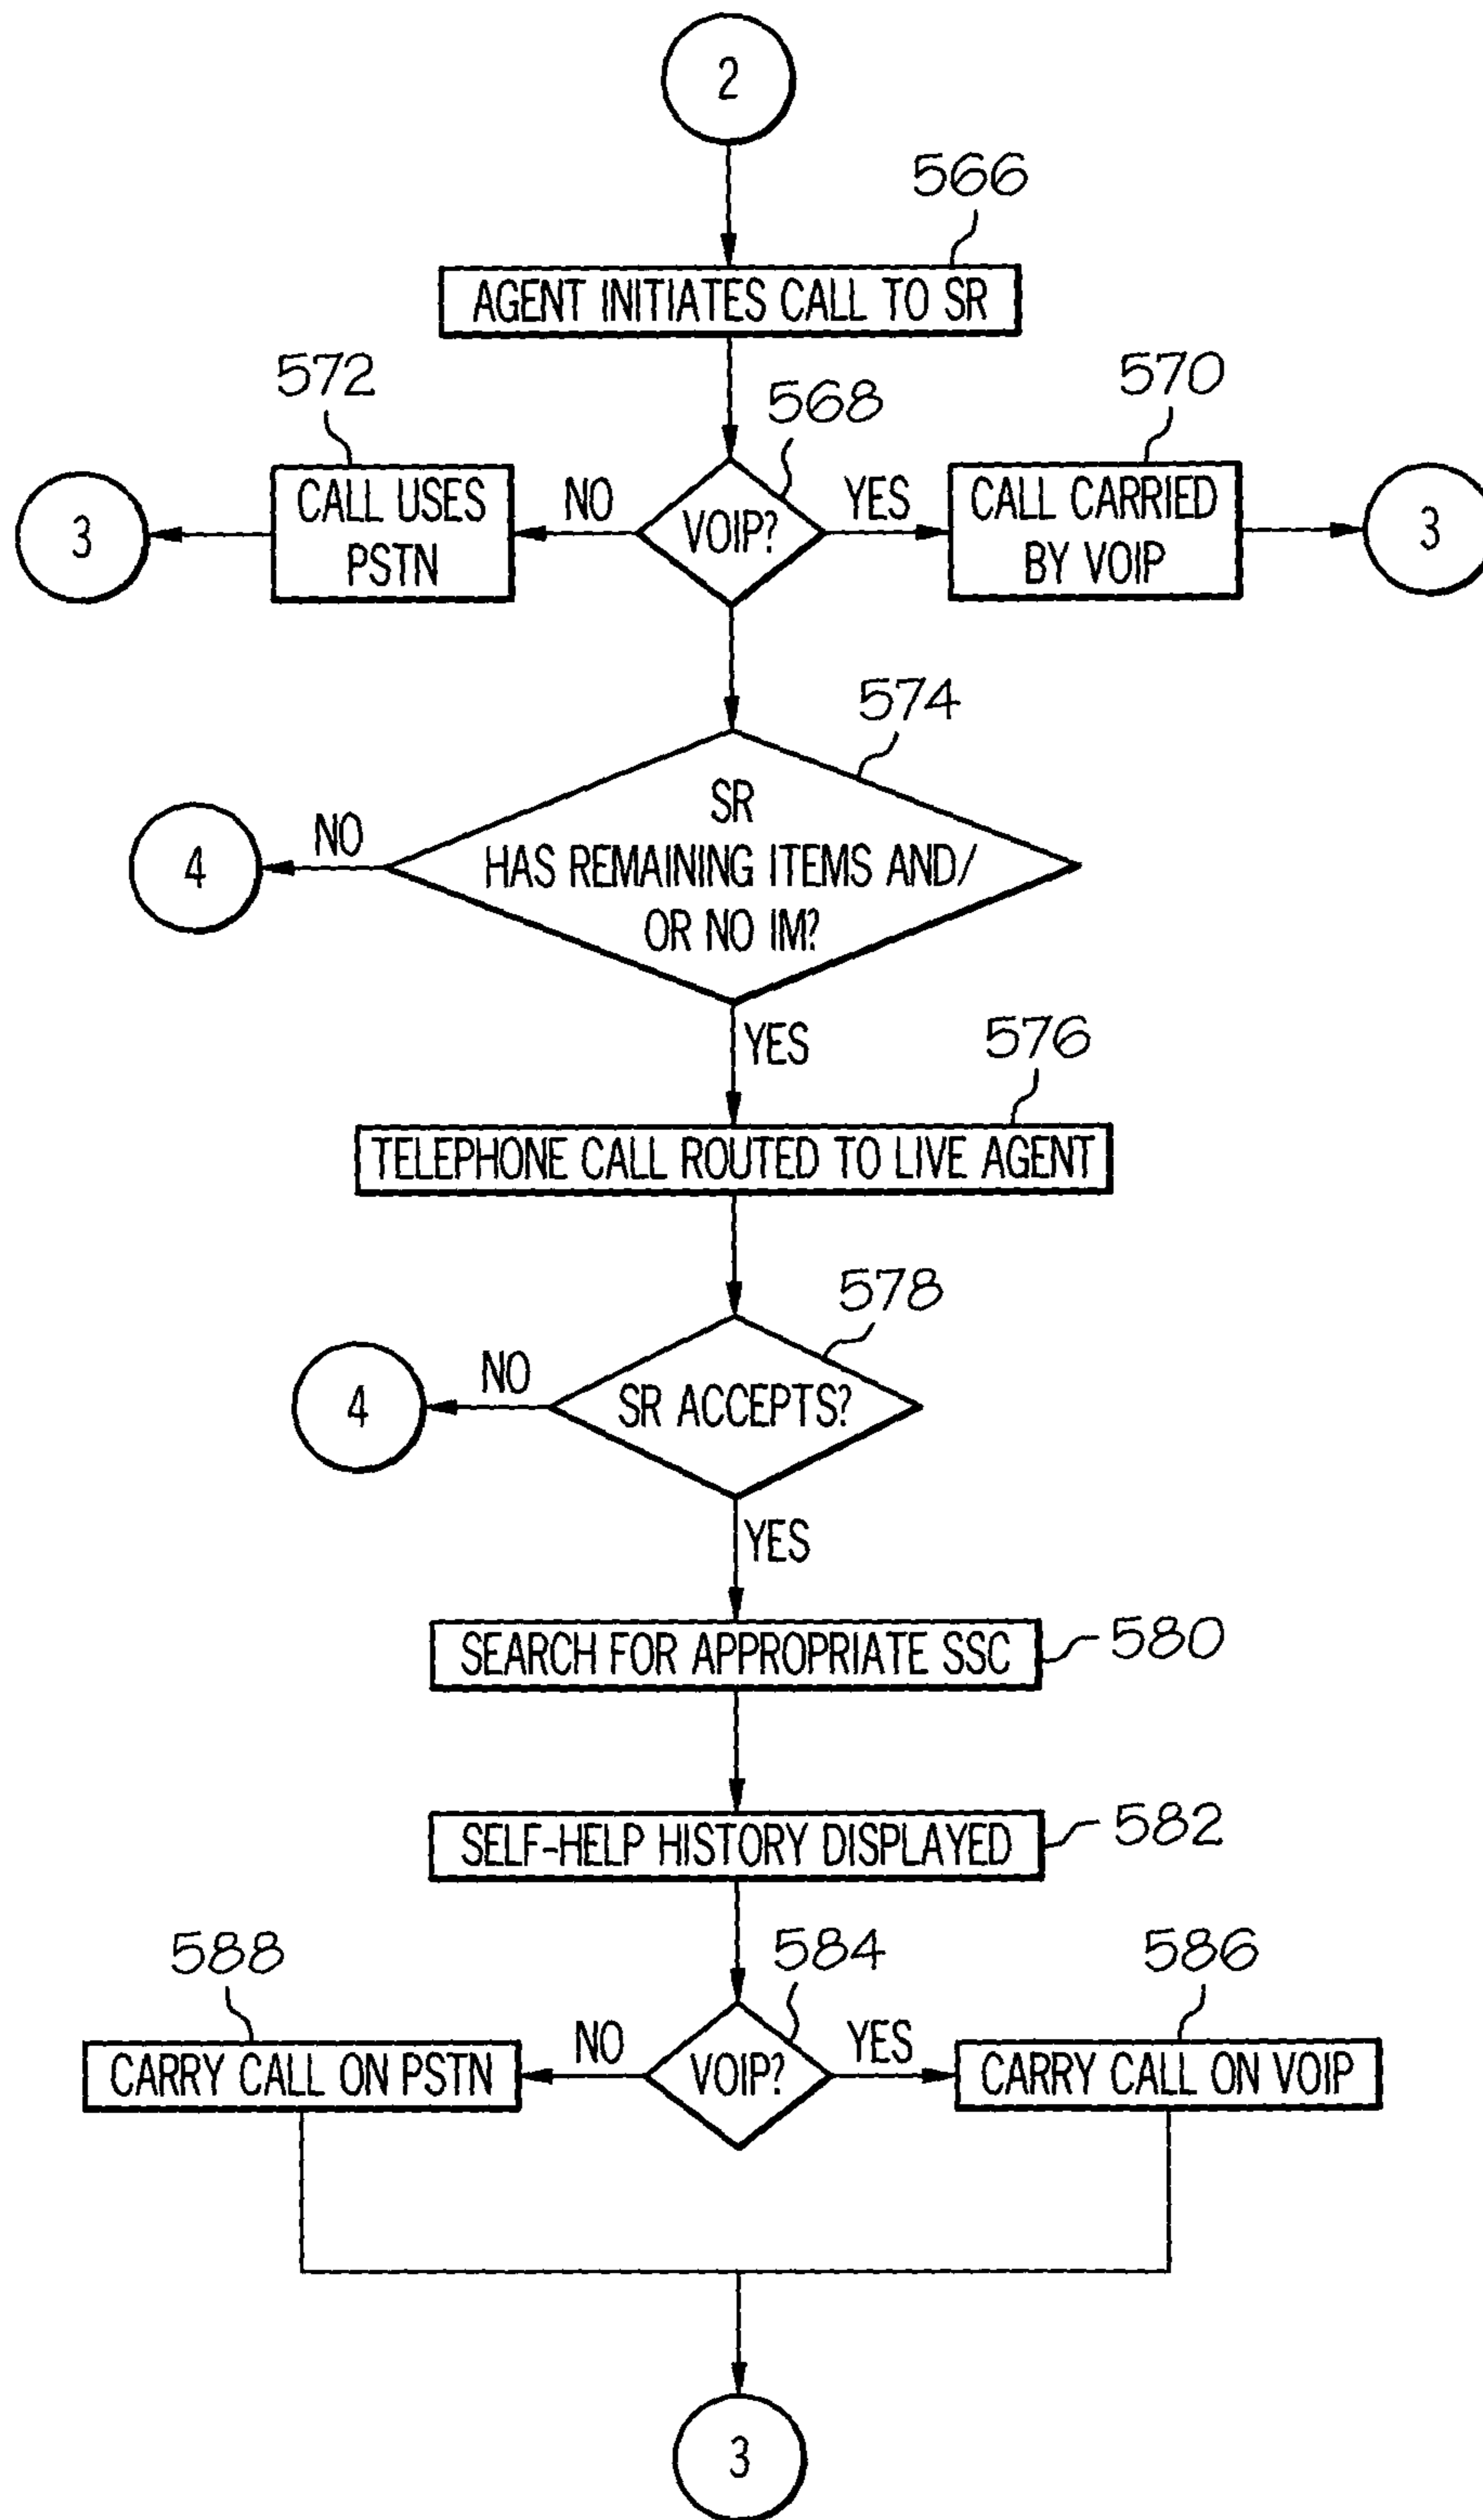 2
566
AGENT INITIATES CALL TO SR
572
568
570
3
CALL USES
PSTN
NO
VOIP?
YES
CALL CARRIED
BY VOIP
3
574
SR
HAS REMAINING ITEMS AND/
OR NO IM?
NO
4
YES
576
TELEPHONE CALL ROUTED TO LIVE AGENT
578
SR ACCEPTS?
NO
4
YES
SEARCH FOR APPROPRIATE SSC
580
SELF-HELP HISTORY DISPLAYED
582
588
584
586
CARRY CALL ON PSTN
NO
VOIP?
YES
CARRY CALL ON VOIP
3